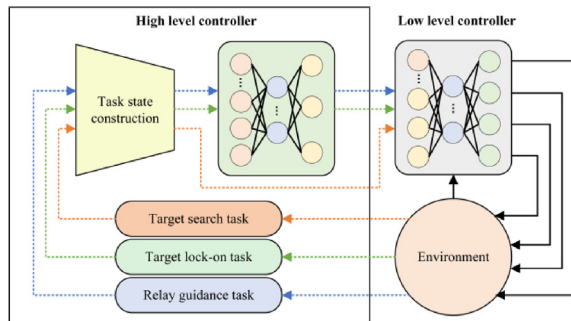 High level controller
Low level controller
Task state
construction
Target search task
Target lock-on task
Relay guidance task
Environment